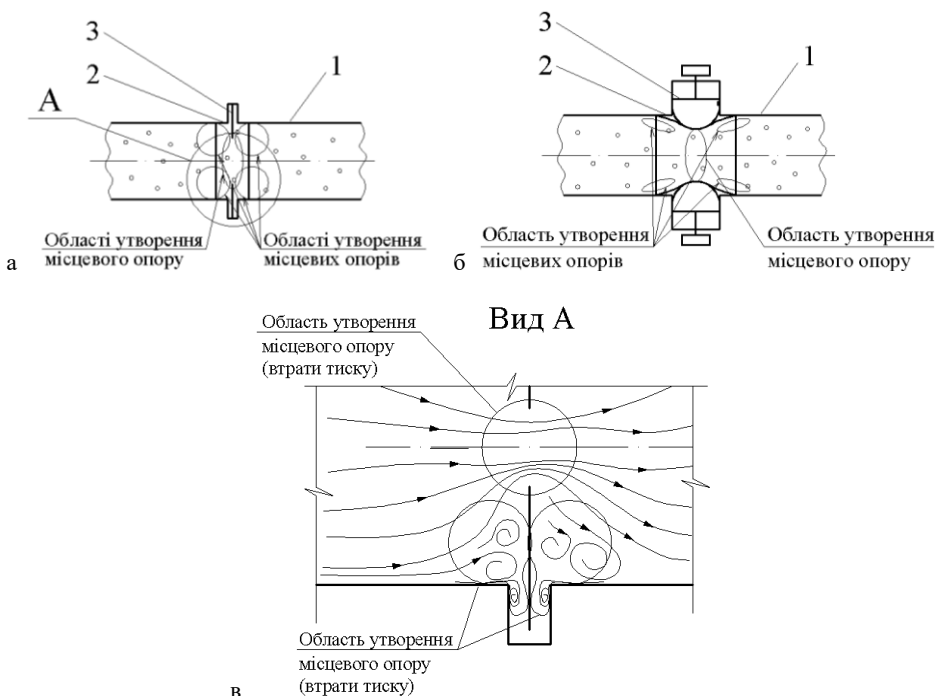 3
2
1
А
Області утворення
місцевого опору
Області утворення
місцевих опорів
а
3
2
1
Область утворення
місцевих опорів
Область утворення
місцевого опору
б
Вид А
Область утворення
місцевого опору
(втрати тиску)
Область утворення
місцевого опору
(втрати тиску)
в